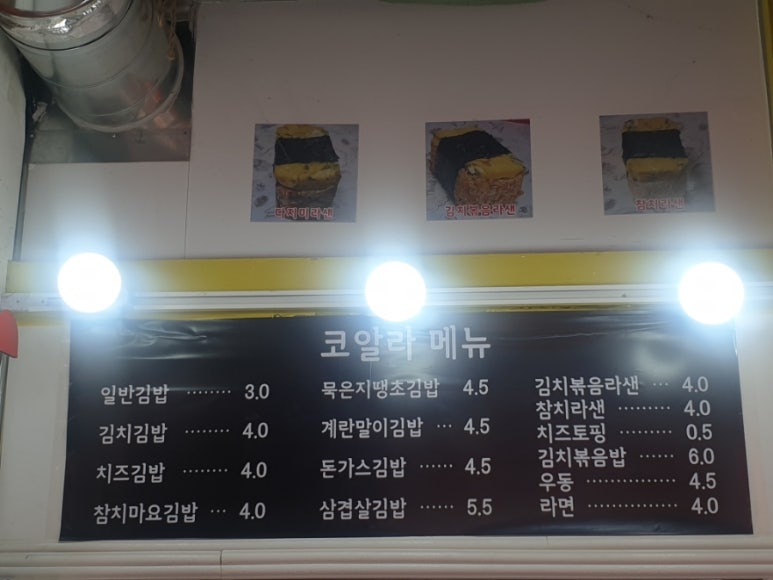 김치볶음라샌
참치라샌
코알라 메뉴
일반김밥 ········ 3.0
김치김밥 ········ 4.0
치즈김밥 ········ 4.0
참치마요김밥 ··· 4.0
묵은지땡초김밥 4.5
계란말이김밥 ··· 4.5
돈가스김밥 ······ 4.5
삼겹살김밥 ······ 5.5
김치볶음라샌 ··· 4.0
참치라샌 ········· 4.0
치즈토핑 ········· 0.5
김치볶음밥 ······ 6.0
우동 ··············· 4.5
라면 ··············· 4.0